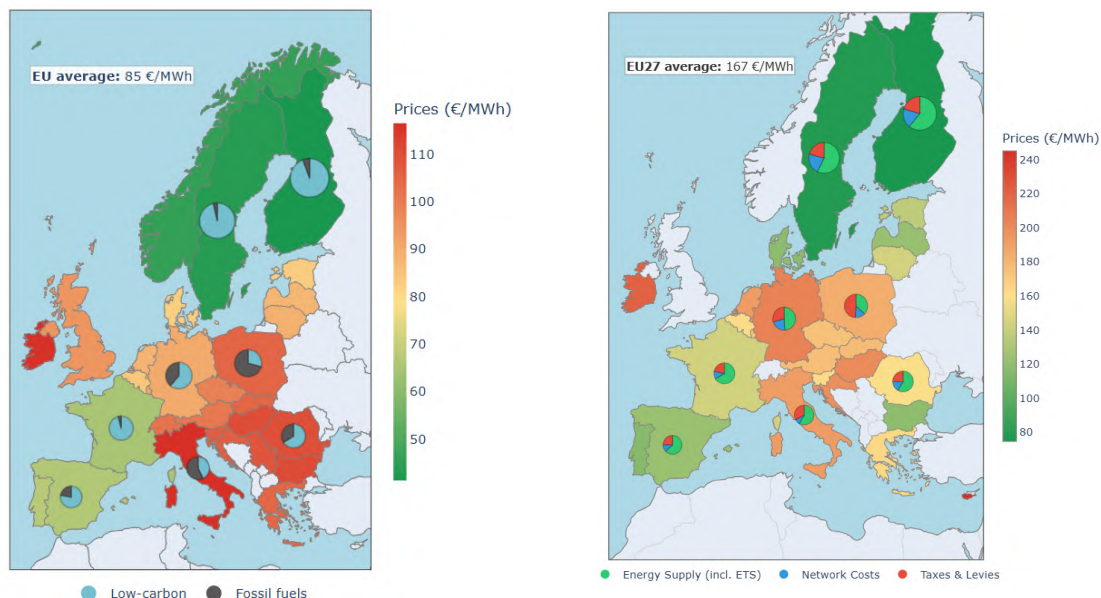 EU average: 85 €/MWh
Prices (€/MWh)
110
100
90
80
70
60
50
Low-carbon
Fossil fuels
EU27 average: 167 €/MWh
Prices (€/MWh)
240
220
200
180
160
140
120
100
80
Energy Supply (incl. ETS)
Network Costs
Taxes & Levies